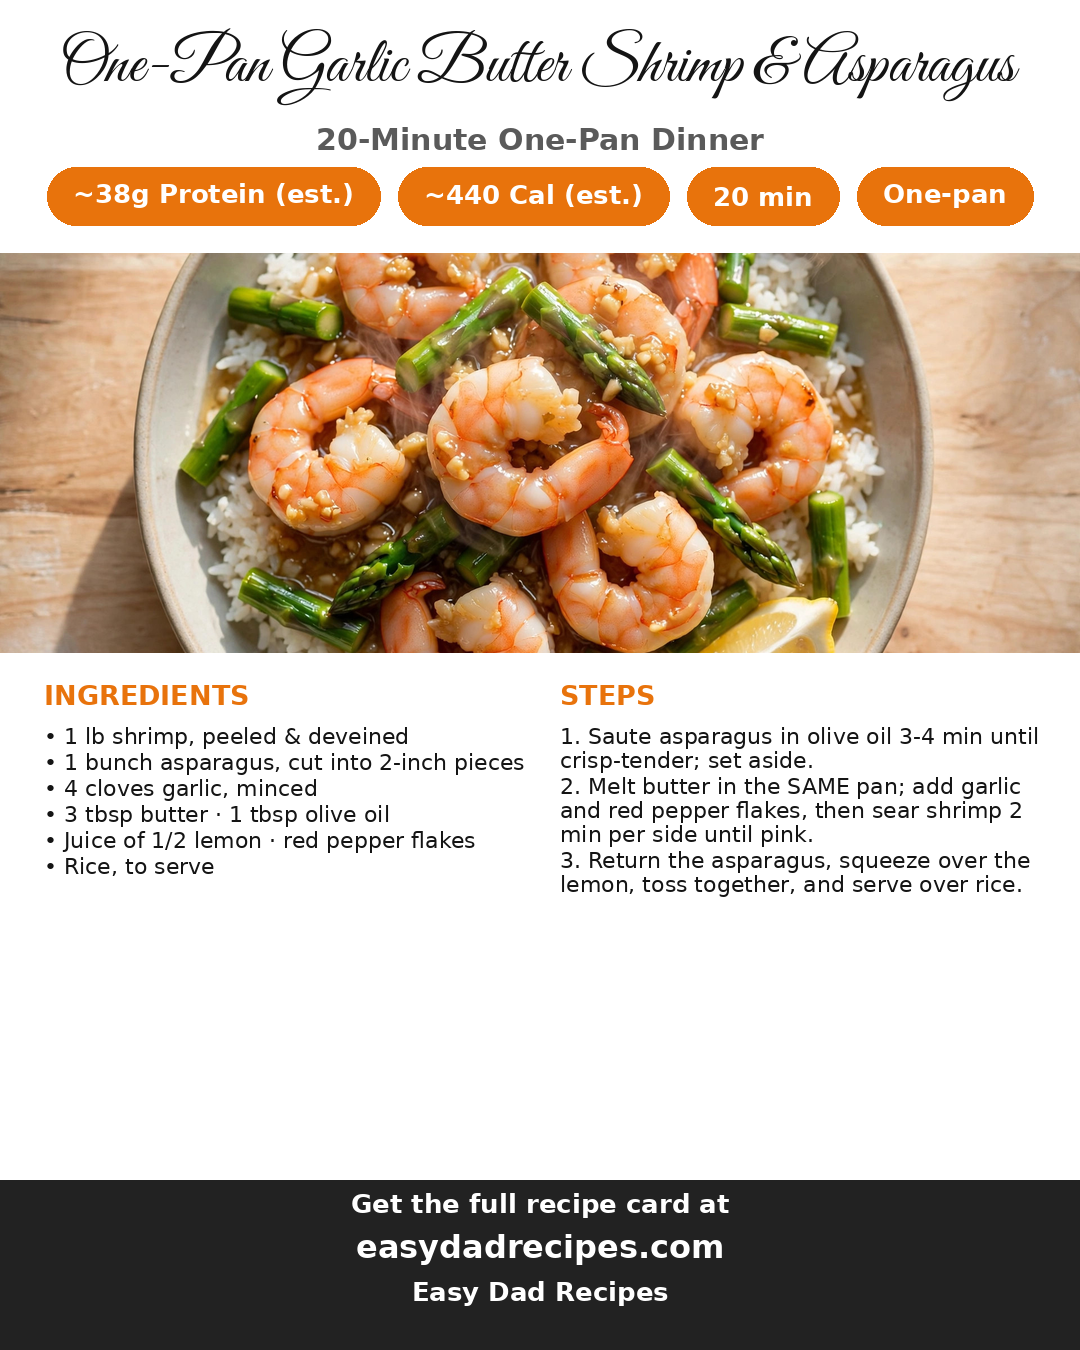 One-Pan Garlic Butter Shrimp & Asparagus
20-Minute One-Pan Dinner
~38g Protein (est.)
~440 Cal (est.)
20 min
One-pan
INGREDIENTS
• 1 lb shrimp, peeled & deveined
• 1 bunch asparagus, cut into 2-inch pieces
• 4 cloves garlic, minced
• 3 tbsp butter · 1 tbsp olive oil
• Juice of 1/2 lemon · red pepper flakes
• Rice, to serve
STEPS
1. Saute asparagus in olive oil 3-4 min until
crisp-tender; set aside.
2. Melt butter in the SAME pan; add garlic
and red pepper flakes, then sear shrimp 2
min per side until pink.
3. Return the asparagus, squeeze over the
lemon, toss together, and serve over rice.
Get the full recipe card at
easydadrecipes.com
Easy Dad Recipes